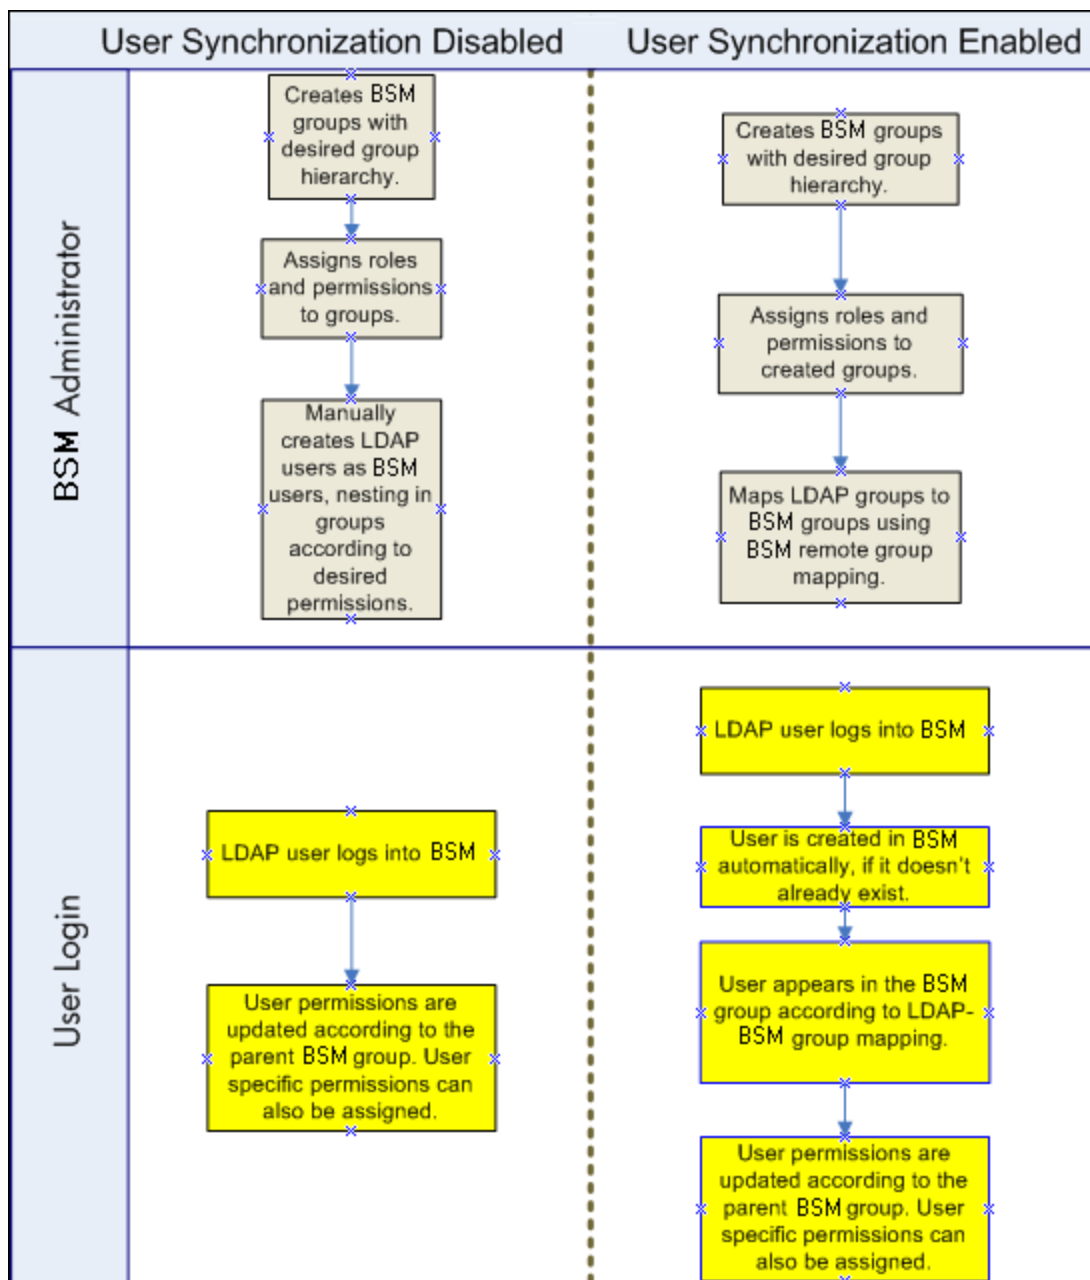 User Synchronization Disabled
User Synchronization Enabled
BSM Administrator
Creates BSM
groups with
desired group
hierarchy.
Assigns roles
and permissions
to groups.
Manually
creates LDAP
users as BSM
users, nesting in
groups
according to
desired
permissions.
Creates BSM groups
with desired group
hierarchy.
Assigns roles and
permissions to
created groups.
Maps LDAP groups to
BSM groups using
BSM remote group
mapping.
User Login
LDAP user logs into BSM
User permissions are
updated according to the
parent BSM group. User
specific permissions can
also be assigned.
LDAP user logs into BSM
User is created in BSM
automatically, if it doesn't
already exist.
User appears in the BSM
group according to LDAP-
BSM group mapping.
User permissions are
updated according to the
parent BSM group. User
specific permissions can
also be assigned.